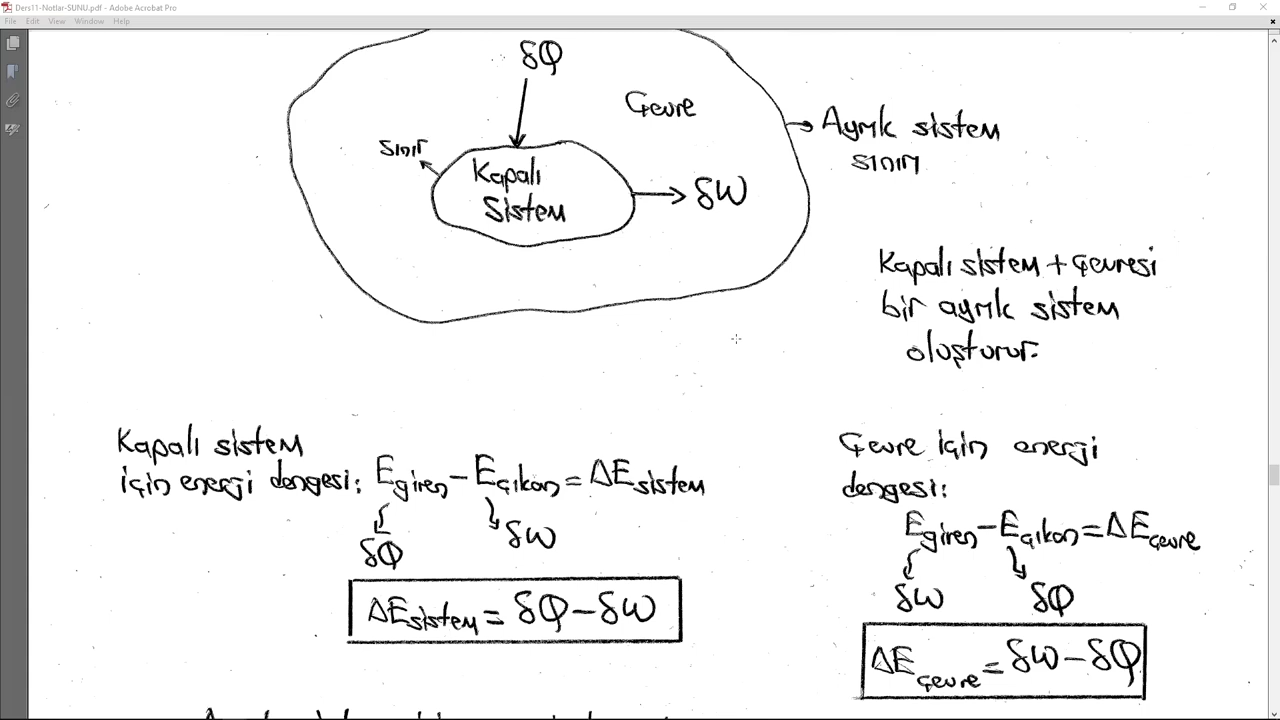 Ders11-Notlar-SUNU.pdf - Adobe Acrobat Pro
File Edit View Window Help
δQ
Çevre
Ayrık sistem
sınırı
sınır
Kapalı
Sistem
δW
Kapalı sistem + çevresi
bir ayrık sistem
oluşturur.
Kapalı sistem
için enerji dengesi: Egiren - Eçıkan = ΔEsistem
δQ
δW
ΔEsistem = δQ - δW
Çevre için enerji
dengesi:
Egiren - Eçıkan = ΔEçevre
δW δQ
ΔEçevre = δW - δQ